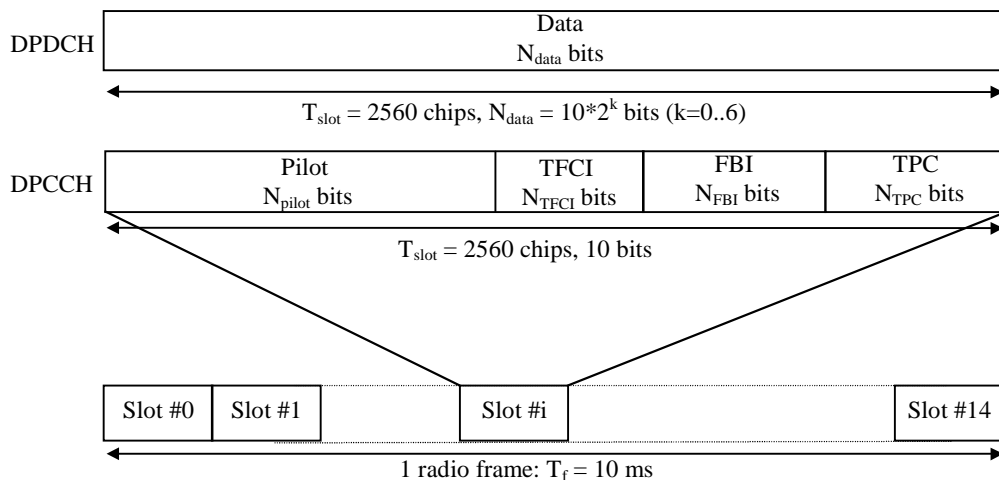 Data
DPDCH
N_data bits
T_slot = 2560 chips, N_data = 10*2^k bits (k=0..6)
Pilot TFCI FBI TPC
DPCCH
N_pilot bits N_TFCI bits N_FBI bits N_TPC bits
T_slot = 2560 chips, 10 bits
Slot #0 Slot #1 Slot #i Slot #14
1 radio frame: T_f = 10 ms